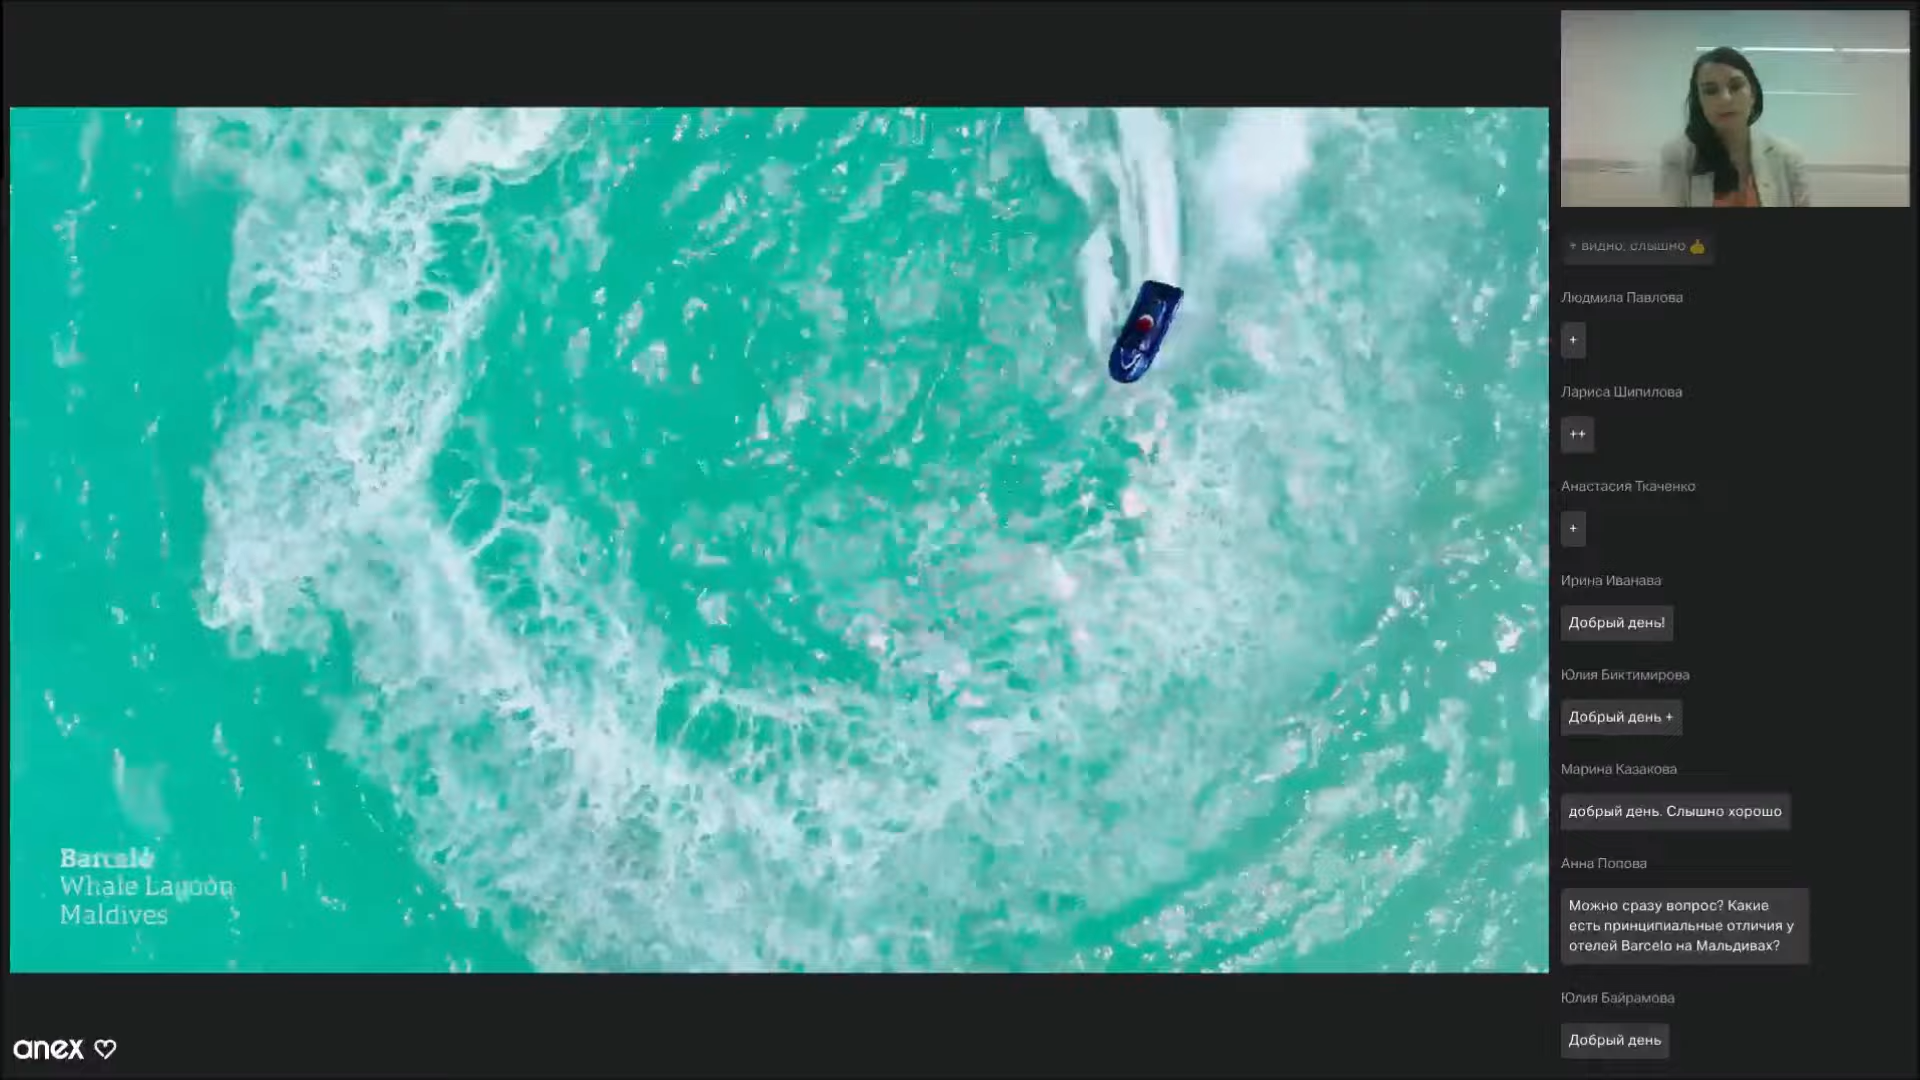 Barceló
Whale Lagoon
Maldives
anex
+ видно, слышно 👍
Людмила Павлова
+
Лариса Шипилова
++
Анастасия Ткаченко
+
Ирина Иванава
Добрый день!
Юлия Биктимирова
Добрый день +
Марина Казакова
добрый день. Слышно хорошо
Анна Попова
Можно сразу вопрос? Какие
есть принципиальные отличия у
отелей Barcelo на Мальдивах?
Юлия Байрамова
Добрый день